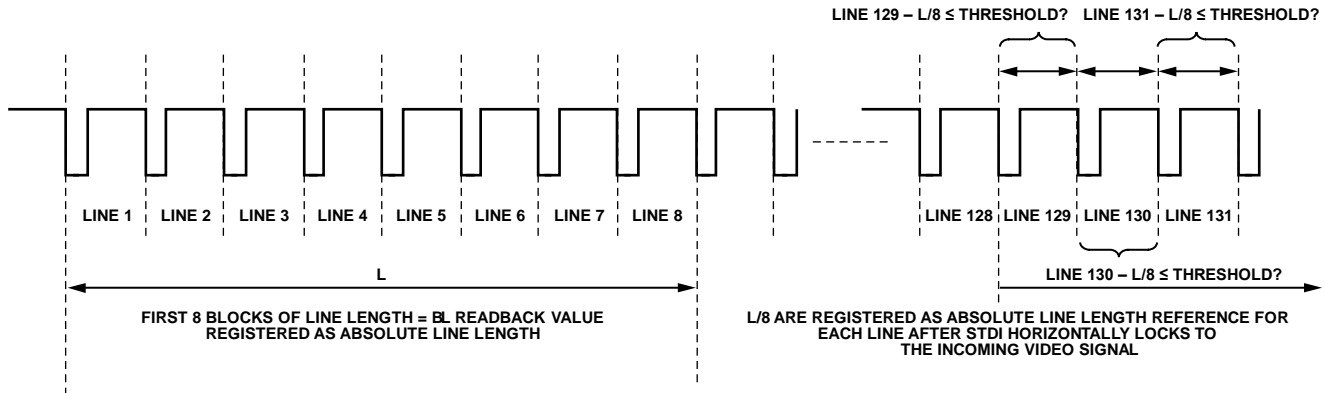 LINE 129 – L/8 ≤ THRESHOLD? LINE 131 – L/8 ≤ THRESHOLD?
LINE 1 LINE 2 LINE 3 LINE 4 LINE 5 LINE 6 LINE 7 LINE 8 LINE 128 LINE 129 LINE 130 LINE 131
L
LINE 130 – L/8 ≤ THRESHOLD?
FIRST 8 BLOCKS OF LINE LENGTH = BL READBACK VALUE
REGISTERED AS ABSOLUTE LINE LENGTH
L/8 ARE REGISTERED AS ABSOLUTE LINE LENGTH REFERENCE FOR
EACH LINE AFTER STDI HORIZONTALLY LOCKS TO
THE INCOMING VIDEO SIGNAL